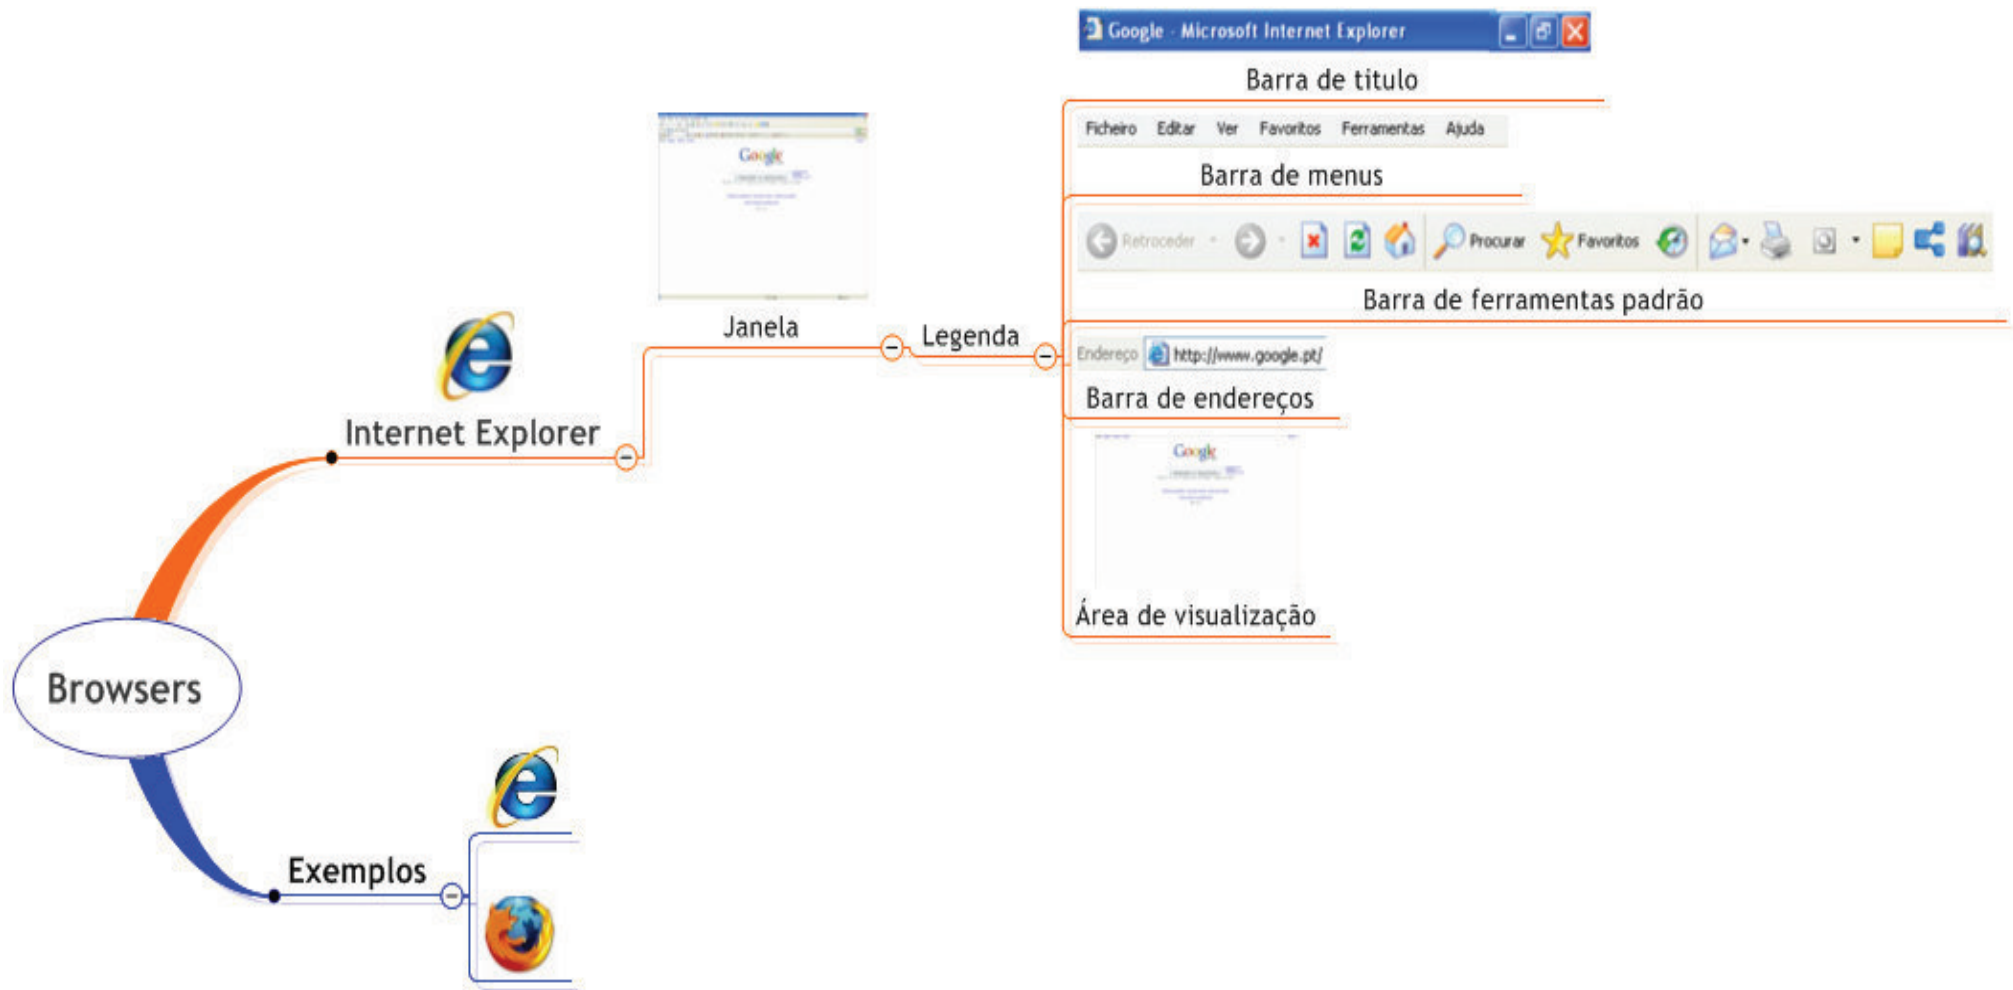 Google - Microsoft Internet Explorer
Barra de titulo
Ficheiro Editar Ver Favoritos Ferramentas Ajuda
Barra de menus
Retroceder Procurar Favoritos
Barra de ferramentas padrão
Endereço http://www.google.pt/
Barra de endereços
Google
Área de visualização
Google
Janela
Legenda
Internet Explorer
Browsers
Exemplos